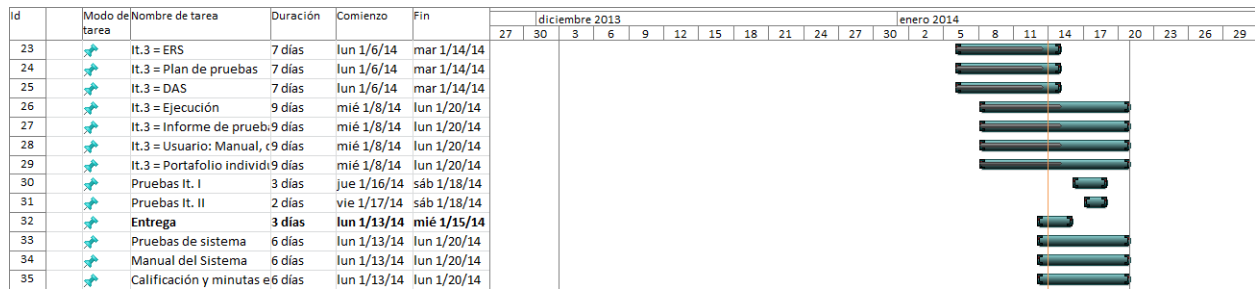 Id Modo de tarea Nombre de tarea Duración Comienzo Fin diciembre 2013 enero 2014
27 30 3 6 9 12 15 18 21 24 27 30 2 5 8 11 14 17 20 23 26 29
23 It.3 = ERS 7 días lun 1/6/14 mar 1/14/14
24 It.3 = Plan de pruebas 7 días lun 1/6/14 mar 1/14/14
25 It.3 = DAS 7 días lun 1/6/14 mar 1/14/14
26 It.3 = Ejecución 9 días mié 1/8/14 lun 1/20/14
27 It.3 = Informe de prueb 9 días mié 1/8/14 lun 1/20/14
28 It.3 = Usuario: Manual, 9 días mié 1/8/14 lun 1/20/14
29 It.3 = Portafolio individ 9 días mié 1/8/14 lun 1/20/14
30 Pruebas It. I 3 días jue 1/16/14 sáb 1/18/14
31 Pruebas It. II 2 días vie 1/17/14 sáb 1/18/14
32 Entrega 3 días lun 1/13/14 mié 1/15/14
33 Pruebas de sistema 6 días lun 1/13/14 lun 1/20/14
34 Manual del Sistema 6 días lun 1/13/14 lun 1/20/14
35 Calificación y minutas e 6 días lun 1/13/14 lun 1/20/14